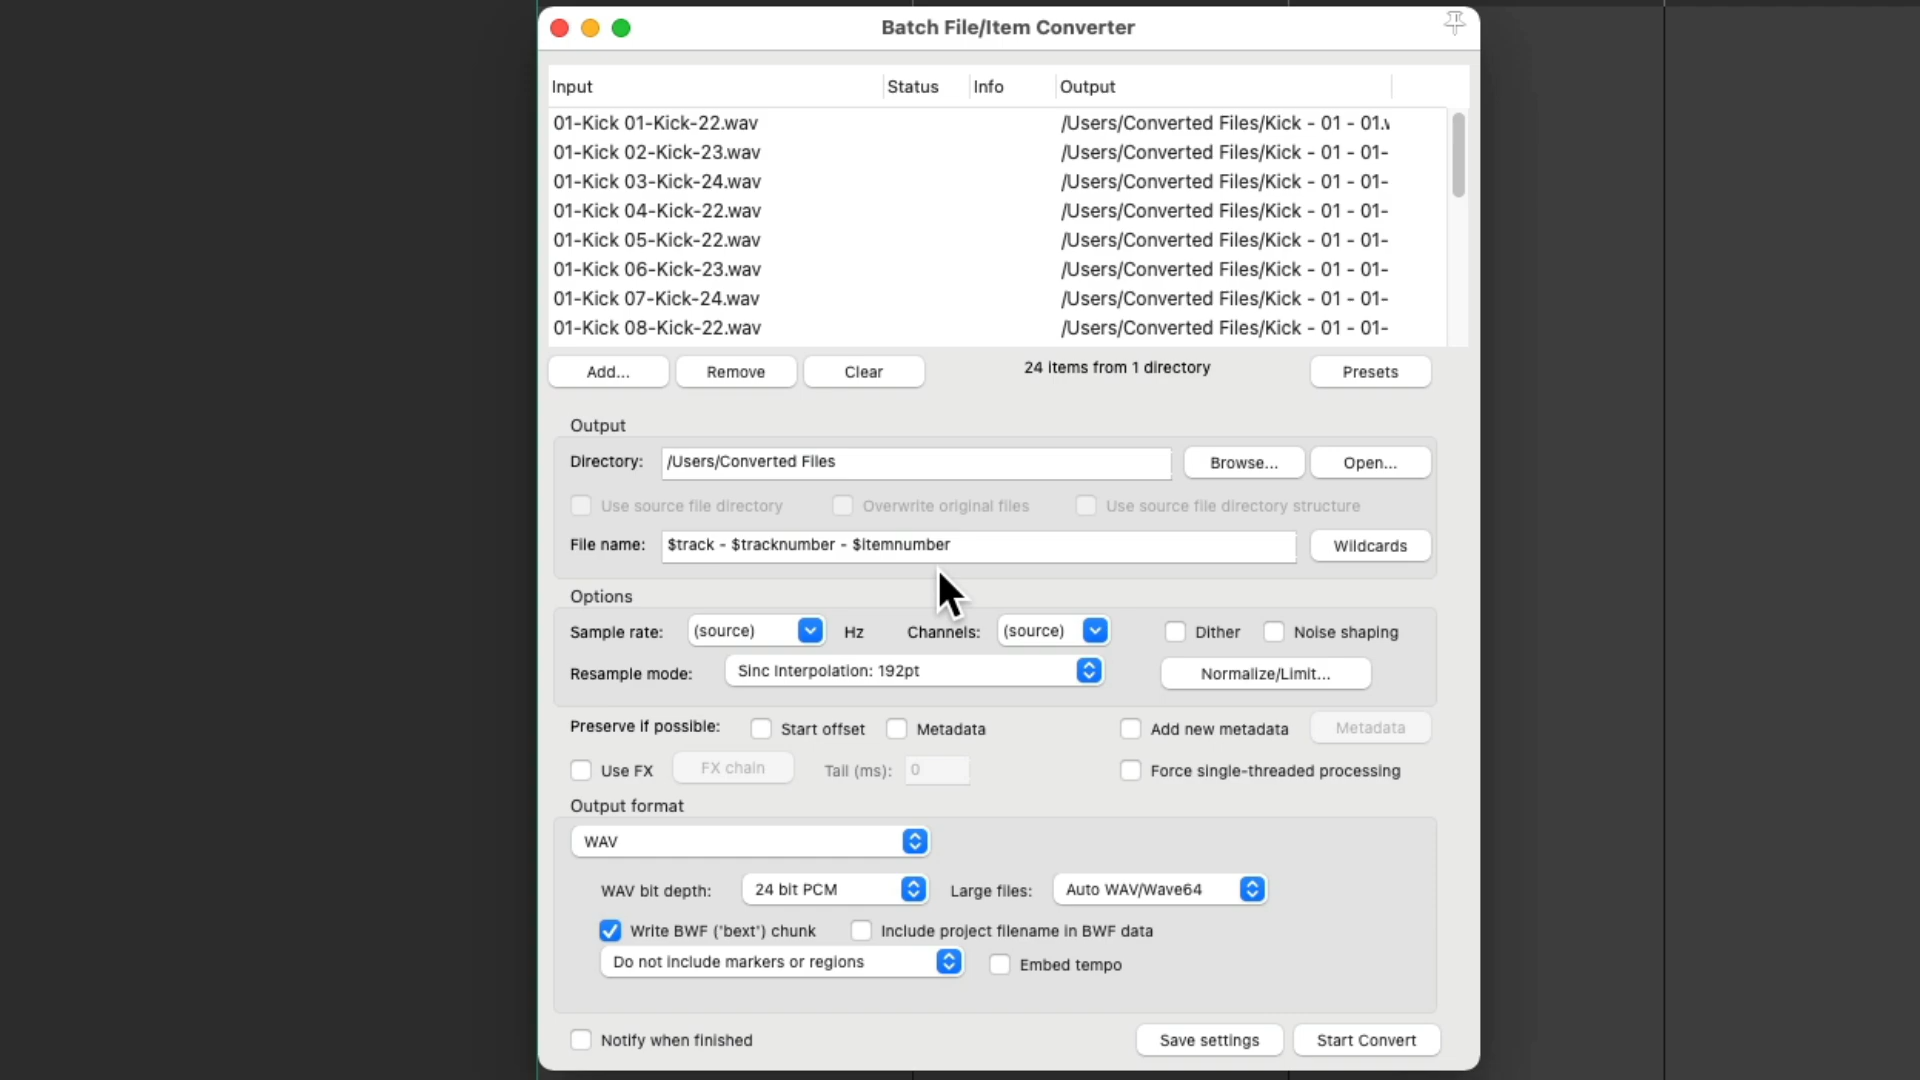 Batch File/Item Converter
Input Status Info Output
01-Kick 01-Kick-22.wav /Users/Converted Files/Kick - 01 - 01.
01-Kick 02-Kick-23.wav /Users/Converted Files/Kick - 01 - 01-
01-Kick 03-Kick-24.wav /Users/Converted Files/Kick - 01 - 01-
01-Kick 04-Kick-22.wav /Users/Converted Files/Kick - 01 - 01-
01-Kick 05-Kick-22.wav /Users/Converted Files/Kick - 01 - 01-
01-Kick 06-Kick-23.wav /Users/Converted Files/Kick - 01 - 01-
01-Kick 07-Kick-24.wav /Users/Converted Files/Kick - 01 - 01-
01-Kick 08-Kick-22.wav /Users/Converted Files/Kick - 01 - 01-
Add... Remove Clear 24 items from 1 directory Presets
Output
Directory: /Users/Converted Files Browse... Open...
Use source file directory Overwrite original files Use source file directory structure
File name: $track - $tracknumber - $itemnumber Wildcards
Options
Sample rate: (source) Hz Channels: (source) Dither Noise shaping
Resample mode: Sinc Interpolation: 192pt Normalize/Limit...
Preserve if possible: Start offset Metadata Add new metadata Metadata
Use FX FX chain Tail (ms): 0 Force single-threaded processing
Output format
WAV
WAV bit depth: 24 bit PCM Large files: Auto WAV/Wave64
Write BWF ('bext') chunk Include project filename in BWF data
Do not include markers or regions Embed tempo
Notify when finished Save settings Start Convert